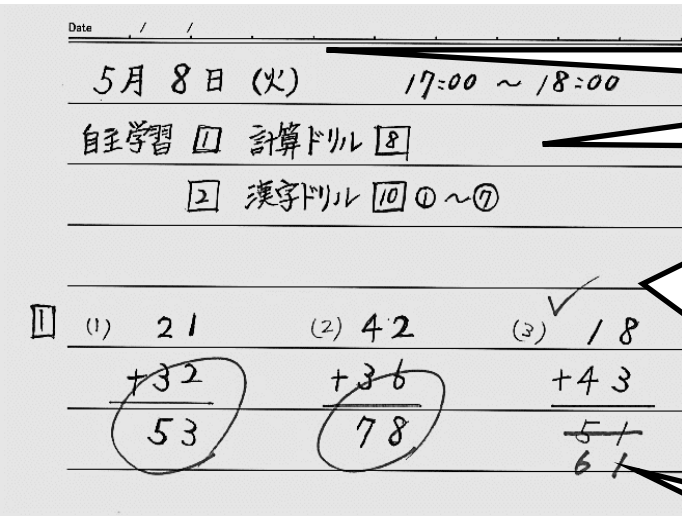 Date / /
5月 8日 (火) 17:00 ~ 18:00
自主学習 1 計算ドリル 8
2 漢字ドリル 10 ①~⑦
1 (1) 21 (2) 42 (3) 18
+32 +36 +43
53 78 51
61